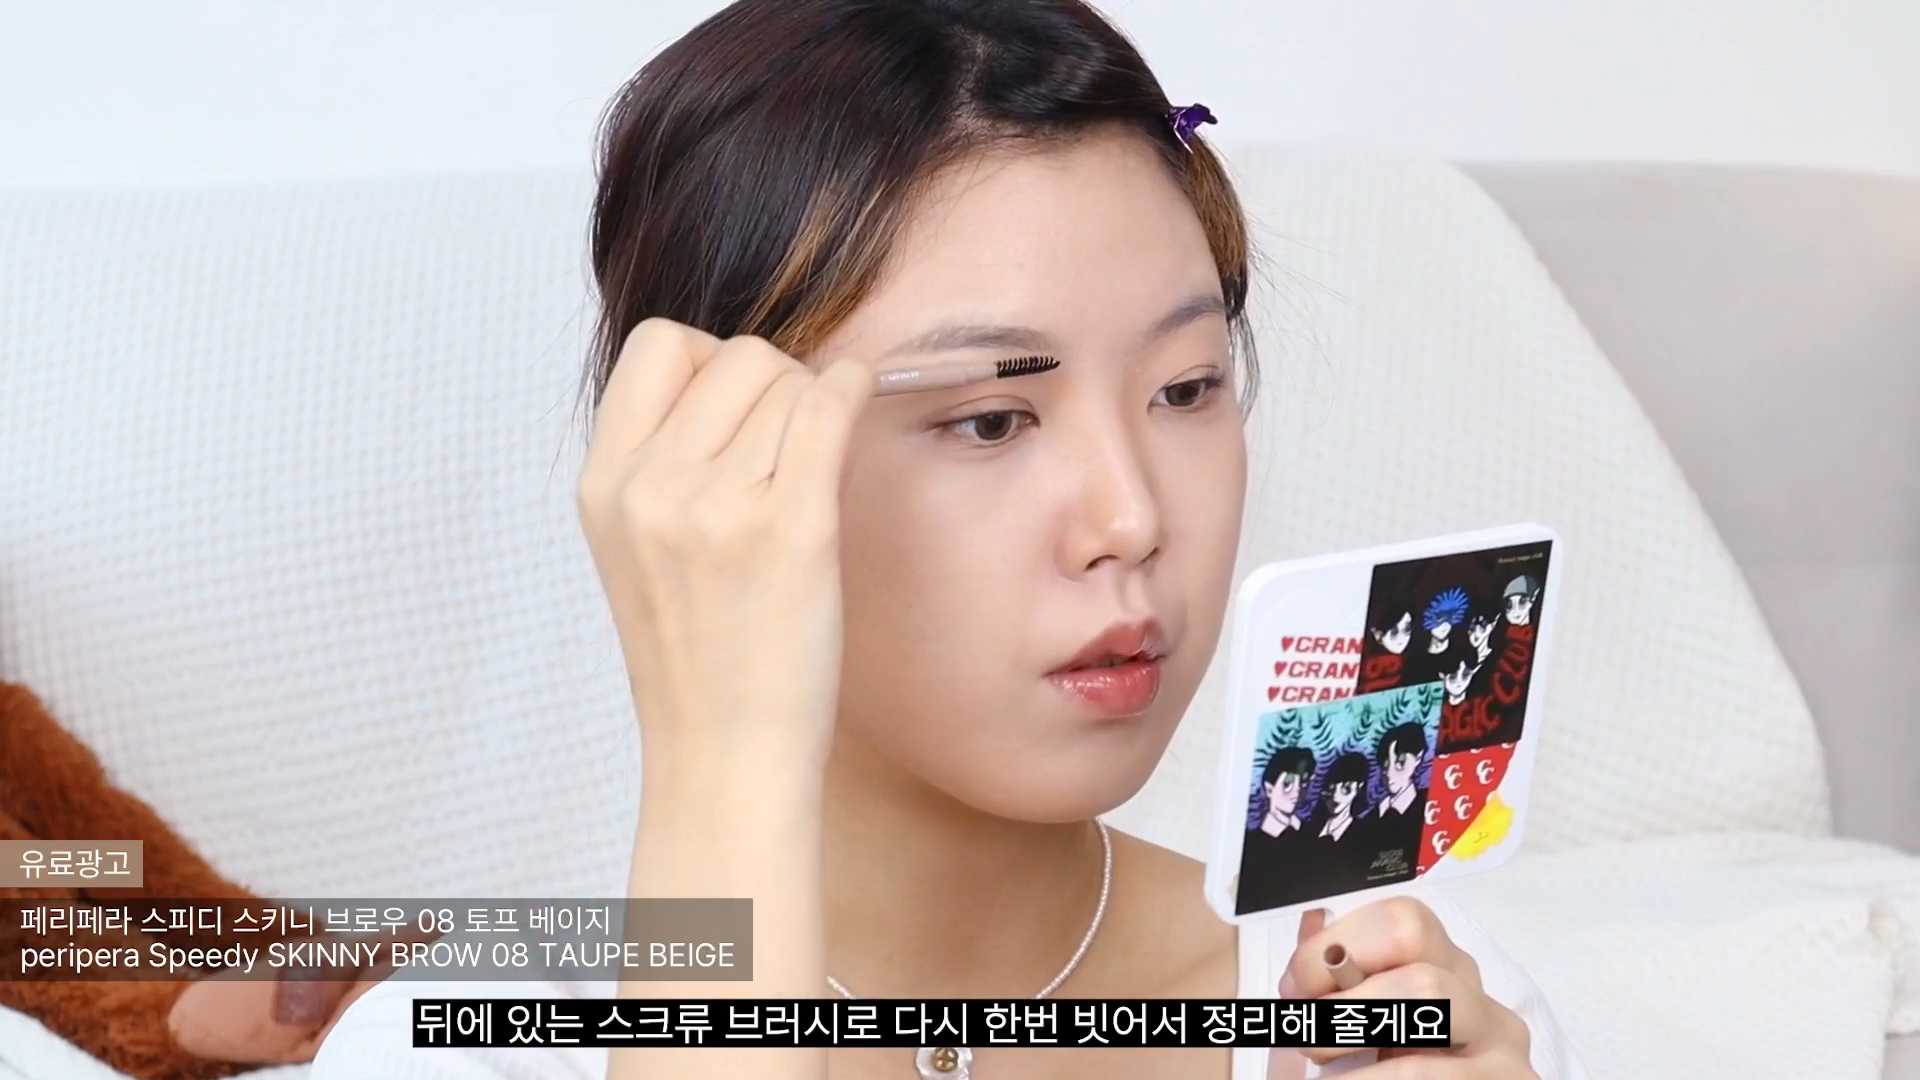 ♥CRAN
♥CRAN
♥CRAN
AGIC CLUB
유료광고
페리페라 스피디 스키니 브로우 08 토프 베이지
peripera Speedy SKINNY BROW 08 TAUPE BEIGE
뒤에 있는 스크류 브러시로 다시 한번 빗어서 정리해 줄게요